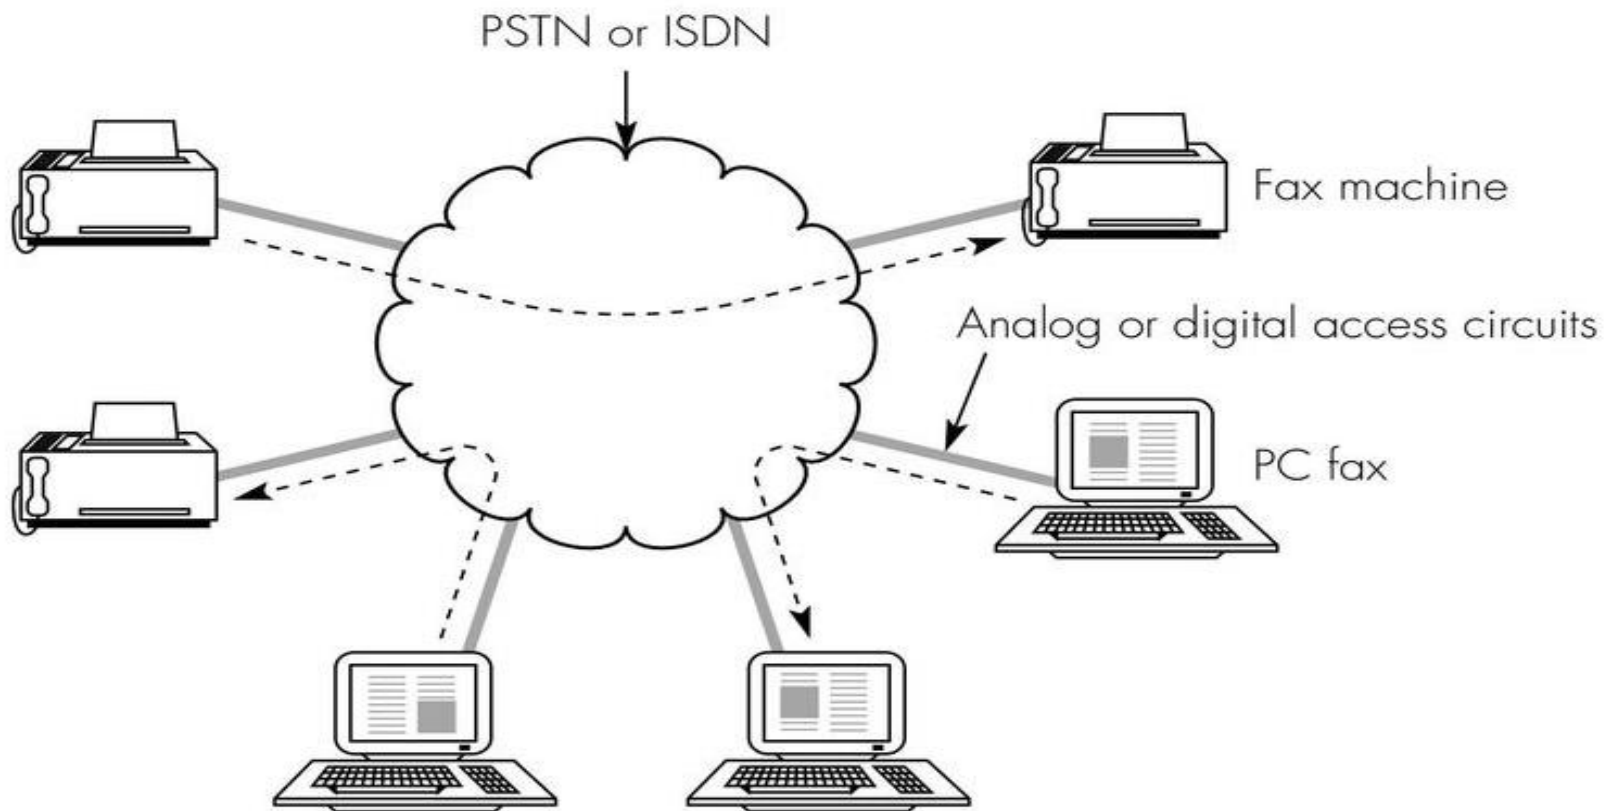 PSTN or ISDN
Fax machine
Analog or digital access circuits
PC fax